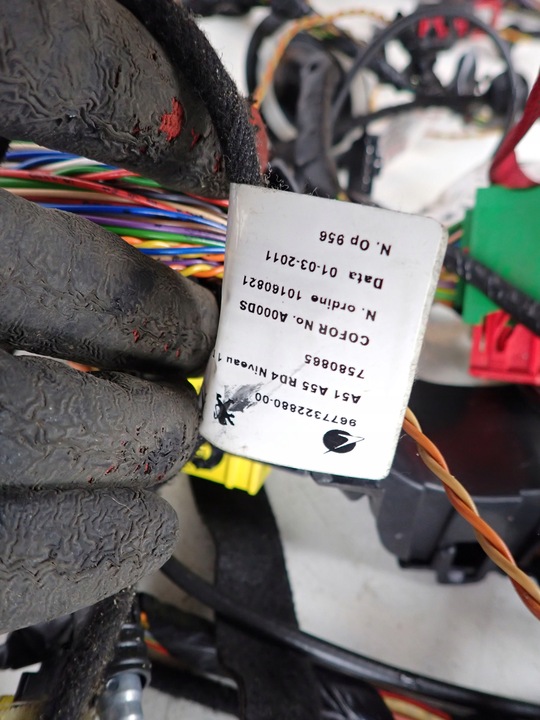 9677322880-00
A51 A55 RD4 Niveau 1
7580865
COFOR No. A000DS
N. ordine 10160821
Data 01-03-2011
N. Op 956